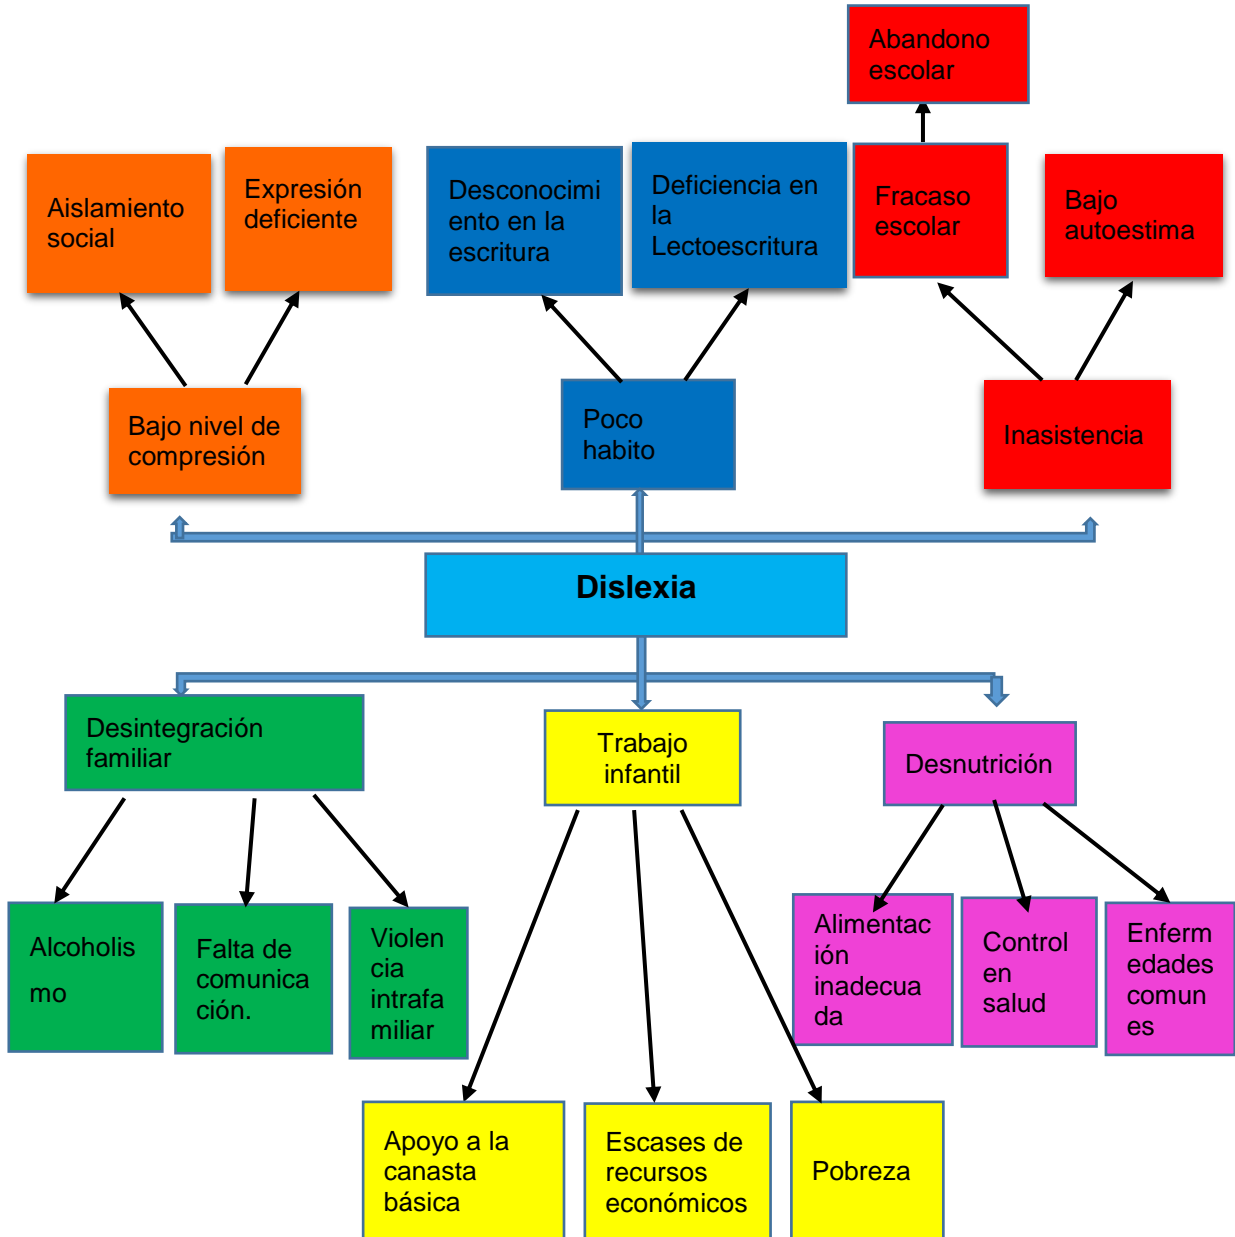 Abandono
escolar
Aislamiento
social
Expresión
deficiente
Desconocimi
ento en la
escritura
Deficiencia en
la
Lectoescritura
Fracaso
escolar
Bajo
autoestima
Bajo nivel de
compresión
Poco
habito
Inasistencia
Dislexia
Desintegración
familiar
Trabajo
infantil
Desnutrición
Alcoholis
mo
Falta de
comunica
ción.
Violen
cia
intrafa
miliar
Alimentac
ión
inadecua
da
Control
en
salud
Enferm
edades
comun
es
Apoyo a la
canasta
básica
Escases de
recursos
económicos
Pobreza